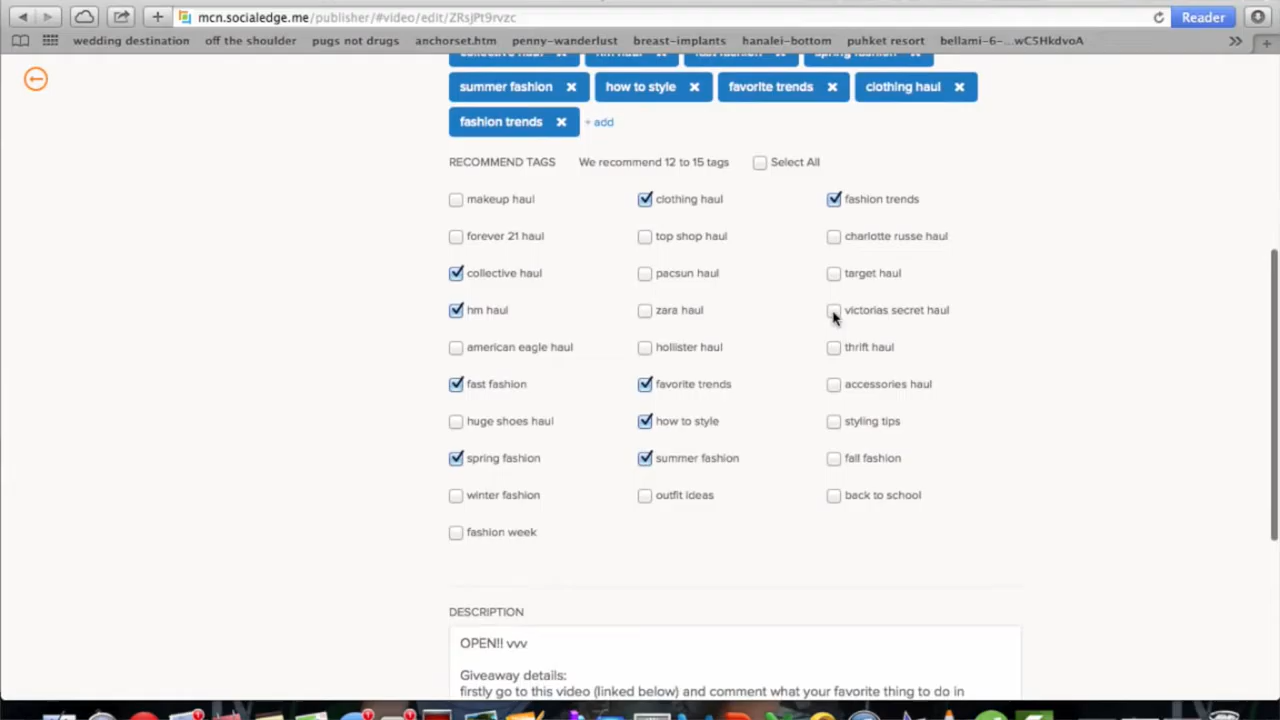 mcn.socialedge.me/publisher/#video/edit/ZRsjPt9rvzc
Reader
wedding destination off the shoulder pugs not drugs anchorset.htm penny-wanderlust breast-implants hanalei-bottom puhket resort bellami-6-...wC5HkdvoA
summer fashion how to style favorite trends clothing haul
fashion trends + add
RECOMMEND TAGS We recommend 12 to 15 tags Select All
makeup haul clothing haul fashion trends
forever 21 haul top shop haul charlotte russe haul
collective haul pacsun haul target haul
hm haul zara haul victorias secret haul
american eagle haul hollister haul thrift haul
fast fashion favorite trends accessories haul
huge shoes haul how to style styling tips
spring fashion summer fashion fall fashion
winter fashion outfit ideas back to school
fashion week
DESCRIPTION
OPEN!! vvv
Giveaway details:
firstly go to this video (linked below) and comment what your favorite thing to do in